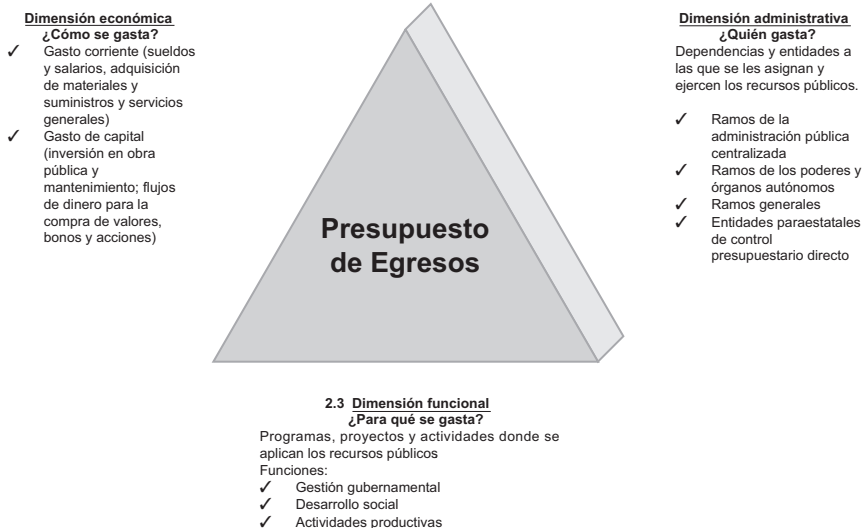 Dimensión económica
¿Cómo se gasta?
✓ Gasto corriente (sueldos
y salarios, adquisición
de materiales y
suministros y servicios
generales)
✓ Gasto de capital
(inversión en obra
pública y
mantenimiento; flujos
de dinero para la
compra de valores,
bonos y acciones)
Dimensión administrativa
¿Quién gasta?
Dependencias y entidades a
las que se les asignan y
ejercen los recursos públicos.
✓ Ramos de la
administración pública
centralizada
✓ Ramos de los poderes y
órganos autónomos
✓ Ramos generales
✓ Entidades paraestatales
de control
presupuestario directo
Presupuesto
de Egresos
2.3 Dimensión funcional
¿Para qué se gasta?
Programas, proyectos y actividades donde se
aplican los recursos públicos
Funciones:
✓ Gestión gubernamental
✓ Desarrollo social
✓ Actividades productivas